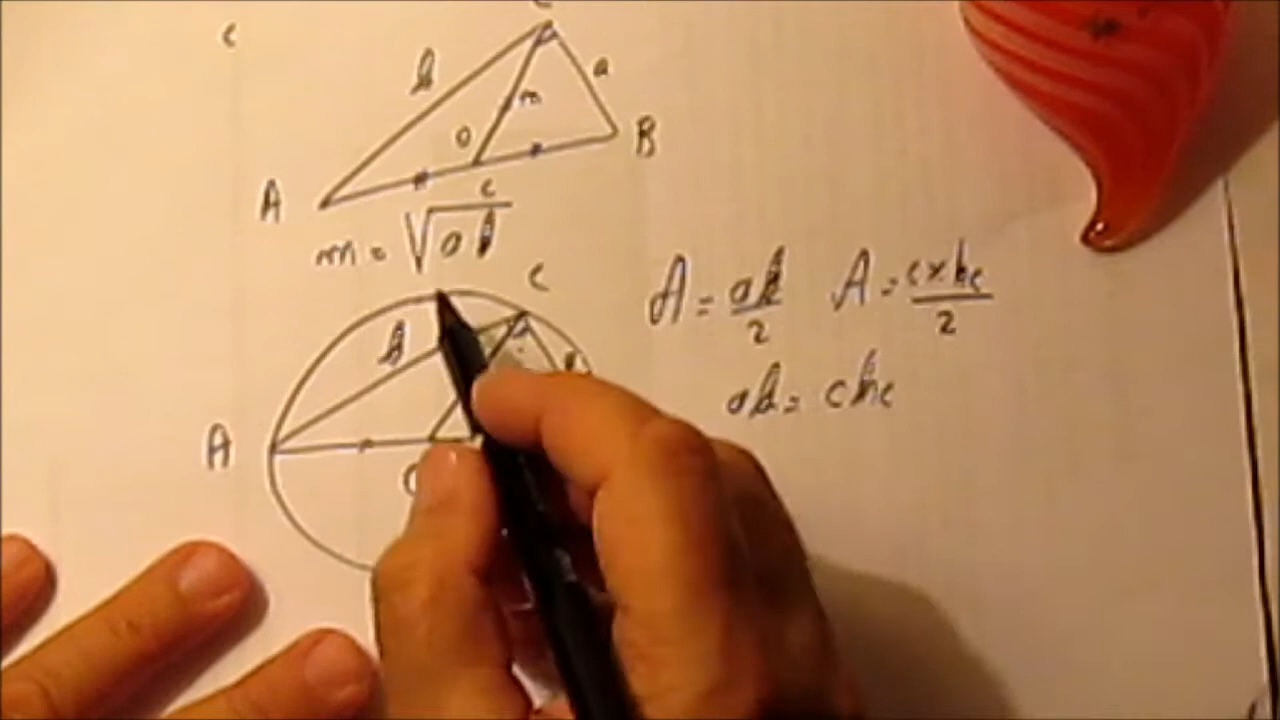 c
b
a
m
o
A
B
c
m = √ab
c
A = ab/2 A = c×hc/2
b
ab = chc
A